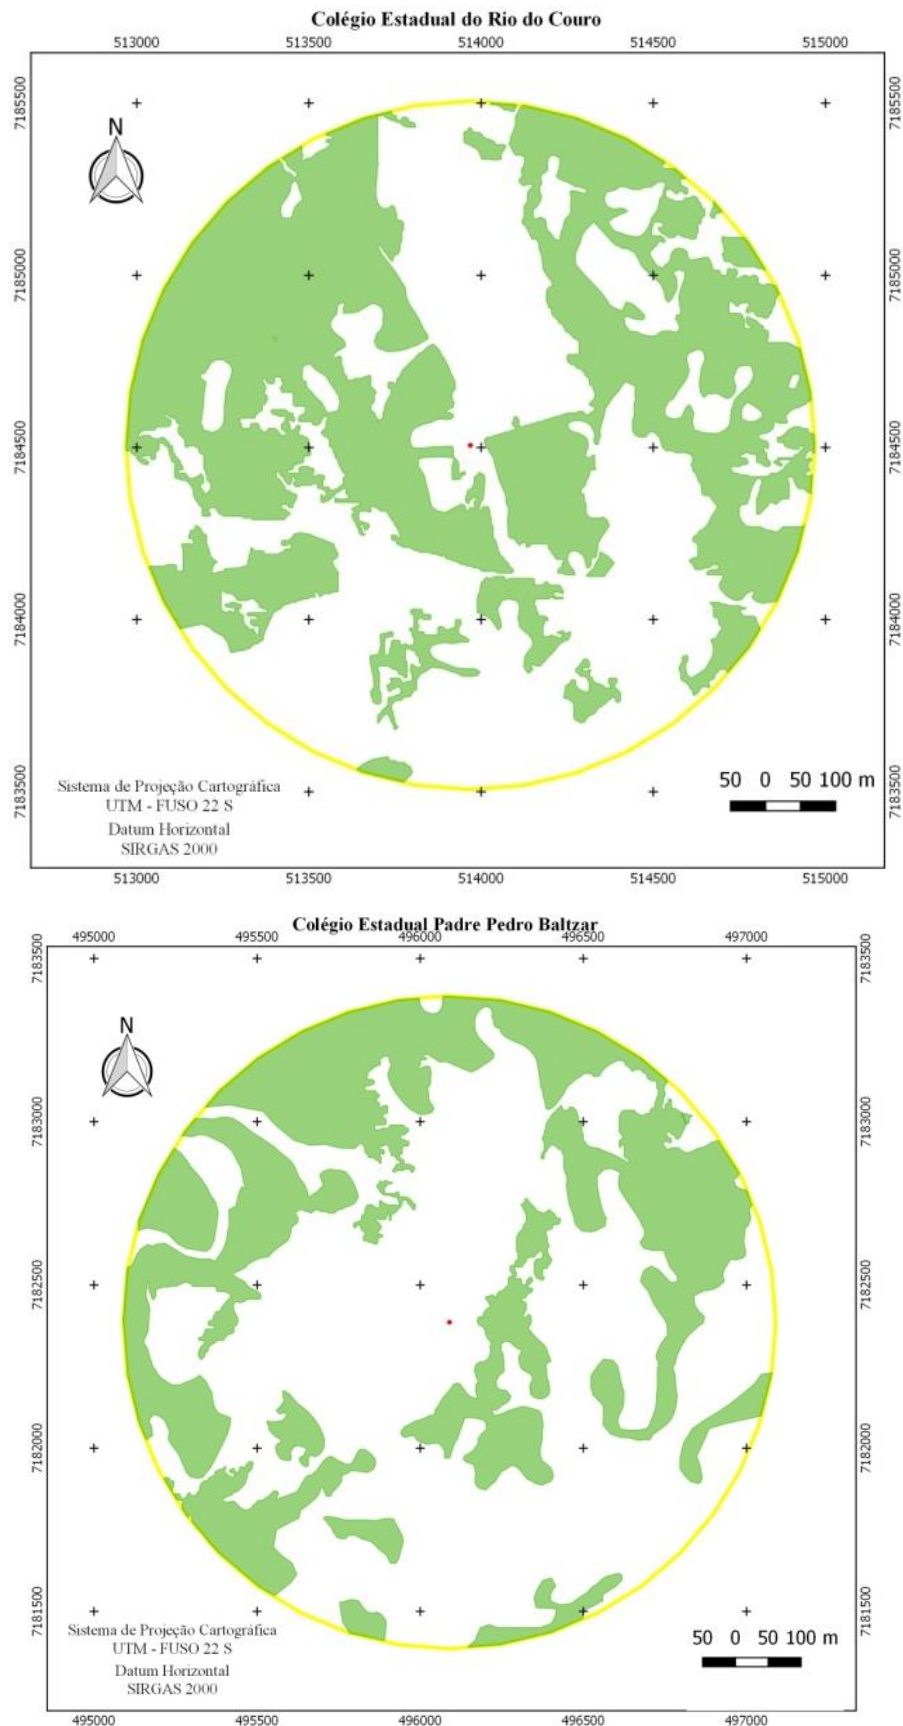 Colégio Estadual do Rio do Couro
513000 513500 514000 514500 515000
7185500 7185500
N
7185000 7185000
7184500 7184500
7184000 7184000
7183500 7183500
Sistema de Projeção Cartográfica
UTM - FUSO 22 S
Datum Horizontal
SIRGAS 2000
50 0 50 100 m
513000 513500 514000 514500 515000
Colégio Estadual Padre Pedro Baltzar
495000 495500 496000 496500 497000
7183500 7183500
N
7183000 7183000
7182500 7182500
7182000 7182000
7181500 7181500
Sistema de Projeção Cartográfica
UTM - FUSO 22 S
Datum Horizontal
SIRGAS 2000
50 0 50 100 m
495000 495500 496000 496500 497000